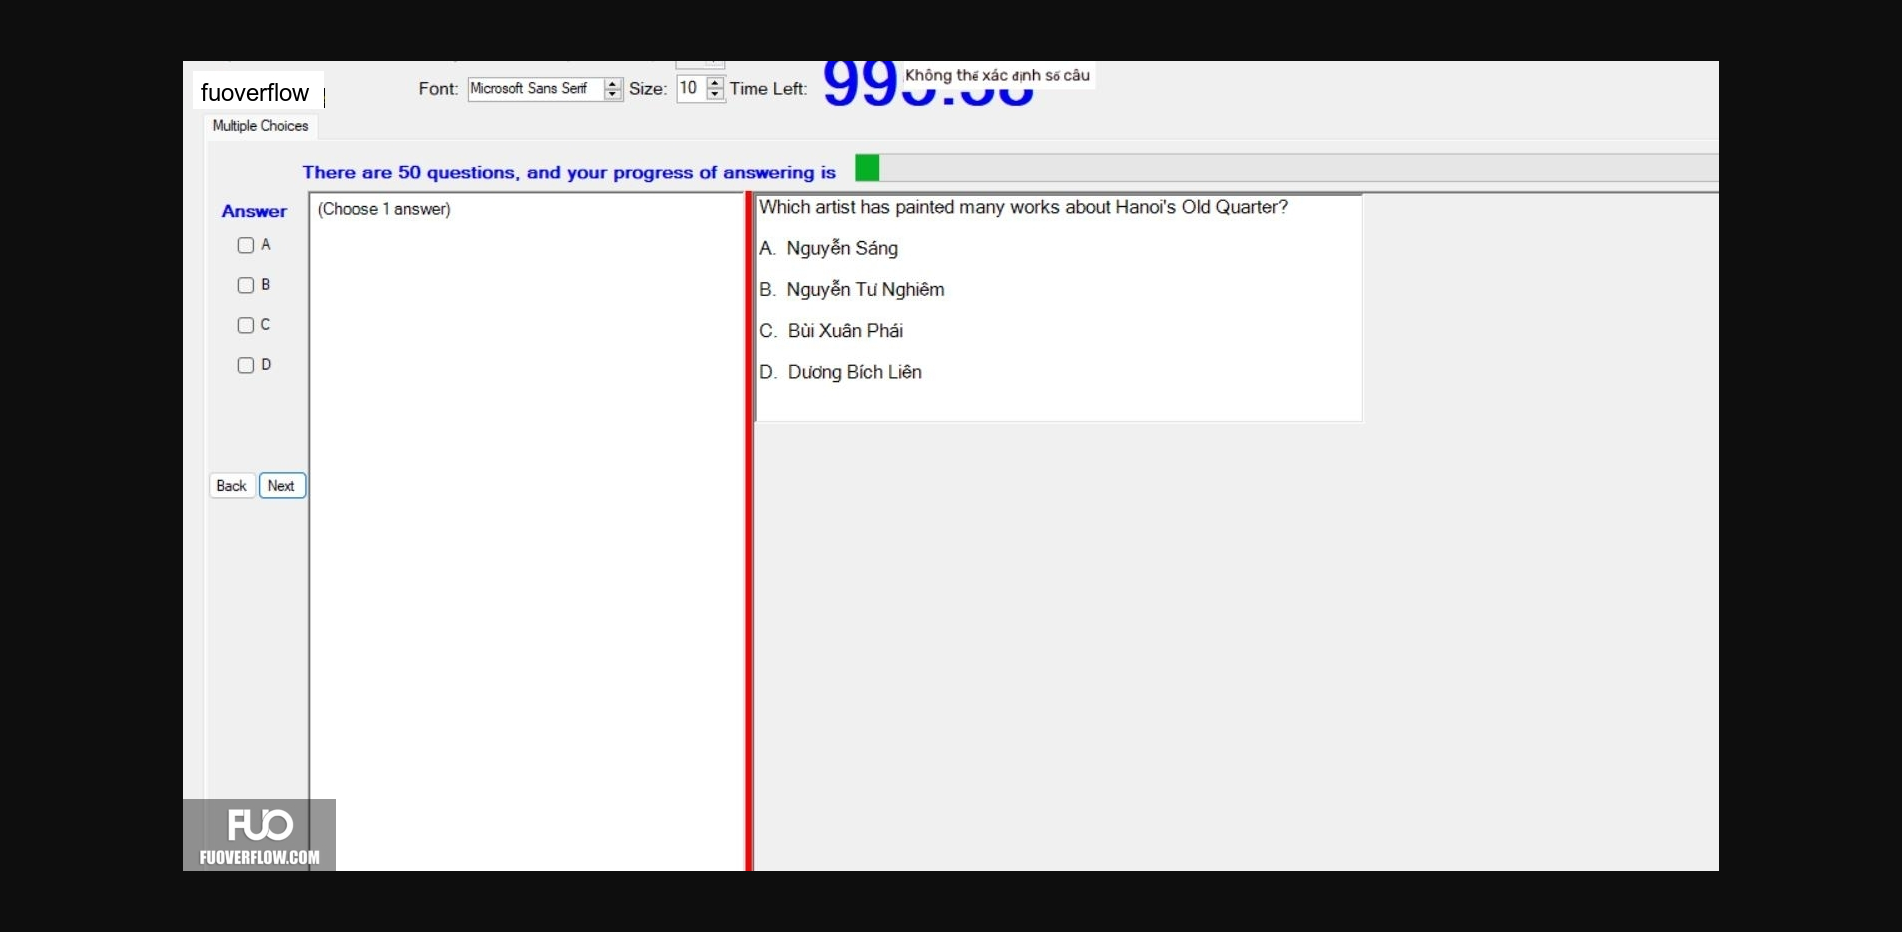 fuoverflow
Font: Microsoft Sans Serif Size: 10 Time Left:
Không thể xác định số câu
Multiple Choices
There are 50 questions, and your progress of answering is
Answer
(Choose 1 answer)
A
B
C
D
Back Next
Which artist has painted many works about Hanoi's Old Quarter?
A. Nguyễn Sáng
B. Nguyễn Tư Nghiêm
C. Bùi Xuân Phái
D. Dương Bích Liên
FUO
FUOVERFLOW.COM